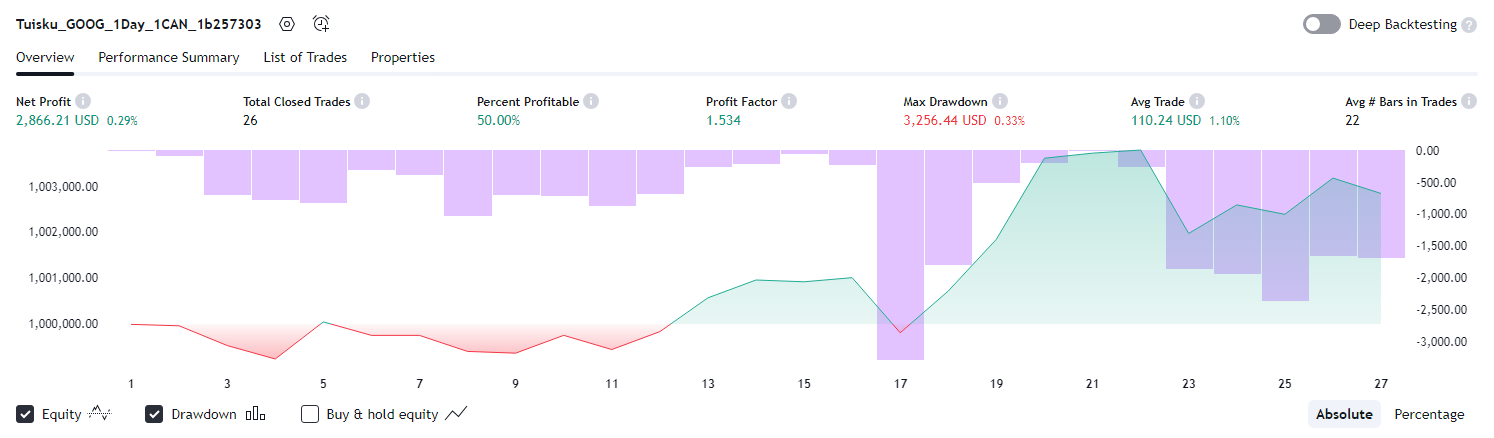 Tuisku_GOOG_1Day_1CAN_1b257303
Deep Backtesting ?
Overview Performance Summary List of Trades Properties
Net Profit i Total Closed Trades i Percent Profitable i Profit Factor i Max Drawdown i Avg Trade i Avg # Bars in Trades i
2,866.21 USD 0.29% 26 50.00% 1.534 3,256.44 USD 0.33% 110.24 USD 1.10% 22
0.00
1,003,000.00 -500.00
-1,000.00
1,002,000.00 -1,500.00
1,001,000.00 -2,000.00
-2,500.00
1,000,000.00
-3,000.00
1 3 5 7 9 11 13 15 17 19 21 23 25 27
Equity Drawdown Buy & hold equity Absolute Percentage